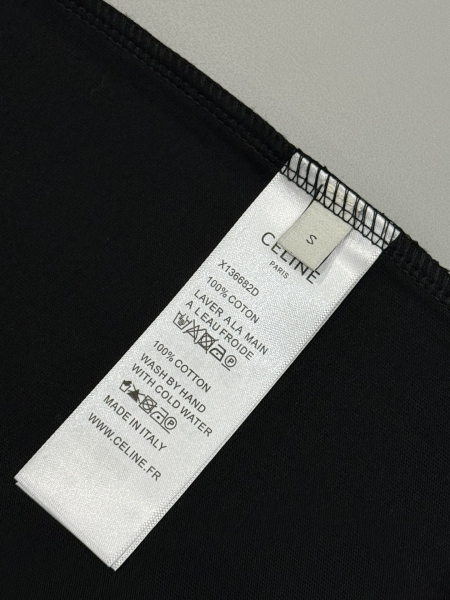 S
CELINE
PARIS
X136682D
100% COTON
LAVER A LA MAIN
A L EAU FROIDE
100% COTTON
WASH BY HAND
WITH COLD WATER
MADE IN ITALY
WWW.CELINE.FR